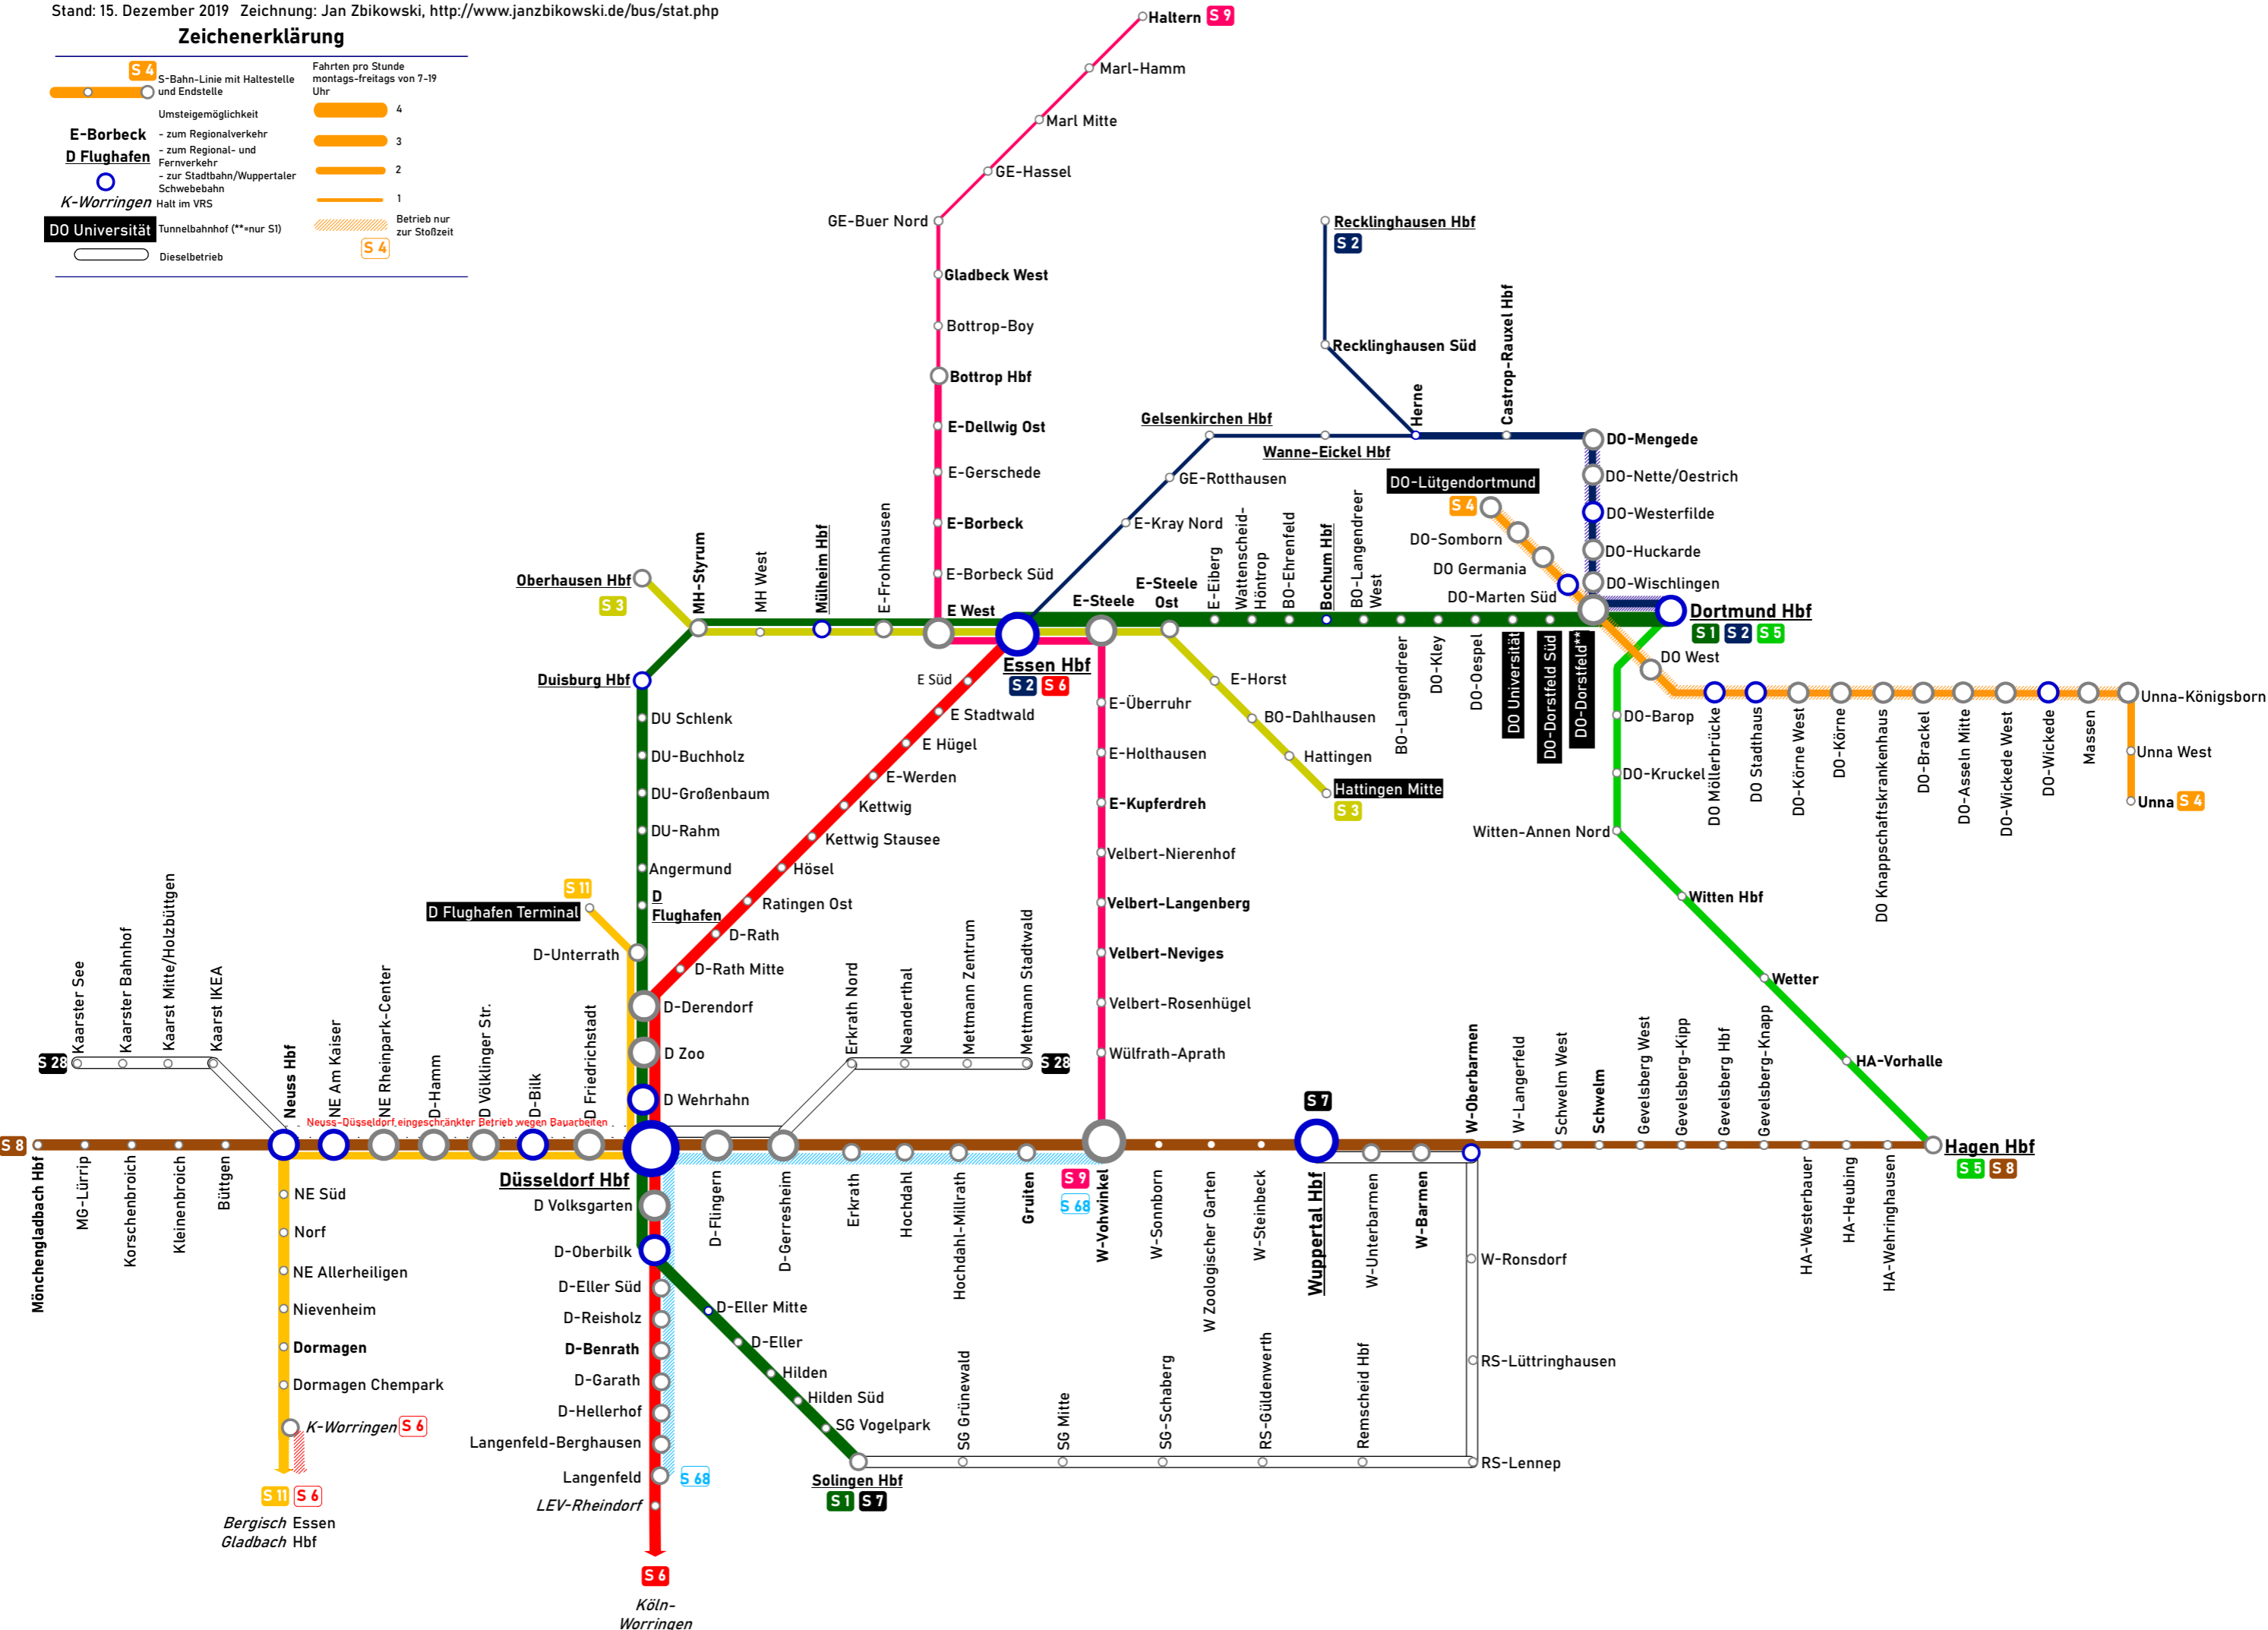 Stand: 15. Dezember 2019   Zeichnung: Jan Zbikowski, http://www.janzbikowski.de/bus/stat.php
Zeichenerklärung
S 4
S-Bahn-Linie mit Haltestelle
und Endstelle
Umsteigemöglichkeit
E-Borbeck
- zum Regionalverkehr
D Flughafen
- zum Regional- und
Fernverkehr
- zur Stadtbahn/Wuppertaler
Schwebebahn
K-Worringen
Halt im VRS
DO Universität
Tunnelbahnhof (**=nur S1)
Dieselbetrieb
Fahrten pro Stunde
montags-freitags von 7-19
Uhr
4
3
2
1
Betrieb nur
zur Stoßzeit
S 4
Haltern
S 9
Marl-Hamm
Marl Mitte
GE-Hassel
GE-Buer Nord
Gladbeck West
Bottrop-Boy
Bottrop Hbf
E-Dellwig Ost
E-Gerschede
E-Borbeck
E-Borbeck Süd
E West
Recklinghausen Hbf
S 2
Recklinghausen Süd
Herne
Castrop-Rauxel Hbf
Gelsenkirchen Hbf
Wanne-Eickel Hbf
GE-Rotthausen
E-Kray Nord
DO-Mengede
DO-Nette/Oestrich
DO-Westerfilde
DO-Huckarde
DO-Wischlingen
DO-Lütgendortmund
S 4
DO-Somborn
DO Germania
DO-Marten Süd
Dortmund Hbf
S 1
S 2
S 5
Oberhausen Hbf
S 3
MH-Styrum
MH West
Mülheim Hbf
E-Frohnhausen
Essen Hbf
S 2
S 6
E-Steele
E-Steele
Ost
E-Eiberg
Wattenscheid-
Höntrop
BO-Ehrenfeld
Bochum Hbf
BO-Langendreer
West
BO-Langendreer
DO-Kley
DO-Oespel
DO Universität
DO-Dorstfeld Süd
DO-Dorstfeld**
DO West
DO Möllerbrücke
DO Stadthaus
DO-Körne West
DO-Körne
DO Knappschaftskrankenhaus
DO-Brackel
DO-Asseln Mitte
DO-Wickede West
DO-Wickede
Massen
Unna-Königsborn
Unna West
Unna
S 4
E-Horst
BO-Dahlhausen
Hattingen
Hattingen Mitte
S 3
DO-Barop
DO-Kruckel
Witten-Annen Nord
Witten Hbf
Wetter
HA-Vorhalle
Hagen Hbf
S 5
S 8
Duisburg Hbf
DU Schlenk
DU-Buchholz
DU-Großenbaum
DU-Rahm
Angermund
D
Flughafen
S 11
D Flughafen Terminal
D-Unterrath
D-Derendorf
D Zoo
D Wehrhahn
E Süd
E Stadtwald
E Hügel
E-Werden
Kettwig
Kettwig Stausee
Hösel
Ratingen Ost
D-Rath
D-Rath Mitte
E-Überruhr
E-Holthausen
E-Kupferdreh
Velbert-Nierenhof
Velbert-Langenberg
Velbert-Neviges
Velbert-Rosenhügel
Wülfrath-Aprath
S 28
Kaarster See
Kaarster Bahnhof
Kaarst Mitte/Holzbüttgen
Kaarst IKEA
Neuss Hbf
NE Am Kaiser
NE Rheinpark-Center
D-Hamm
D Völklinger Str.
D-Bilk
D Friedrichstadt
Neuss-Düsseldorf eingeschränkter Betrieb wegen Bauarbeiten
Erkrath Nord
Neanderthal
Mettmann Zentrum
Mettmann Stadtwald
S 28
S 8
Mönchengladbach Hbf
MG-Lürrip
Korschenbroich
Kleinenbroich
Büttgen
Düsseldorf Hbf
D-Flingern
D-Gerresheim
Erkrath
Hochdahl
Hochdahl-Millrath
Gruiten
S 9
S 68
W-Vohwinkel
W-Sonnborn
W Zoologischer Garten
W-Steinbeck
S 7
Wuppertal Hbf
W-Unterbarmen
W-Barmen
W-Oberbarmen
W-Langerfeld
Schwelm West
Schwelm
Gevelsberg West
Gevelsberg-Kipp
Gevelsberg Hbf
Gevelsberg-Knapp
HA-Westerbauer
HA-Heubing
HA-Wehringhausen
NE Süd
Norf
NE Allerheiligen
Nievenheim
Dormagen
Dormagen Chempark
K-Worringen
S 6
S 11
S 6
Bergisch Essen
Gladbach Hbf
D Volksgarten
D-Oberbilk
D-Eller Süd
D-Reisholz
D-Benrath
D-Garath
D-Hellerhof
Langenfeld-Berghausen
Langenfeld
S 68
LEV-Rheindorf
S 6
Köln-
Worringen
D-Eller Mitte
D-Eller
Hilden
Hilden Süd
SG Vogelpark
Solingen Hbf
S 1
S 7
SG Grünewald
SG Mitte
SG-Schaberg
RS-Güldenwerth
Remscheid Hbf
RS-Lennep
RS-Lüttringhausen
W-Ronsdorf